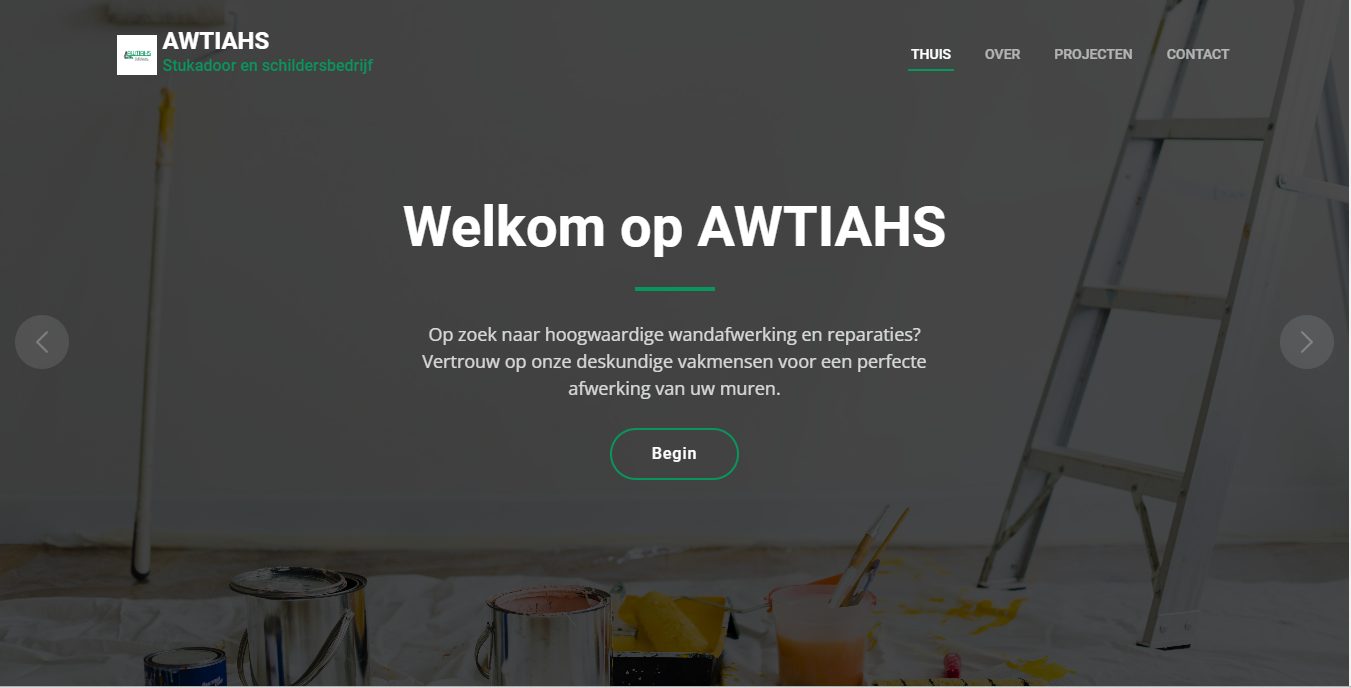 AWTIAHS
Stukadoor en schildersbedrijf
THUIS OVER PROJECTEN CONTACT
Welkom op AWTIAHS
Op zoek naar hoogwaardige wandafwerking en reparaties?
Vertrouw op onze deskundige vakmensen voor een perfecte
afwerking van uw muren.
Begin